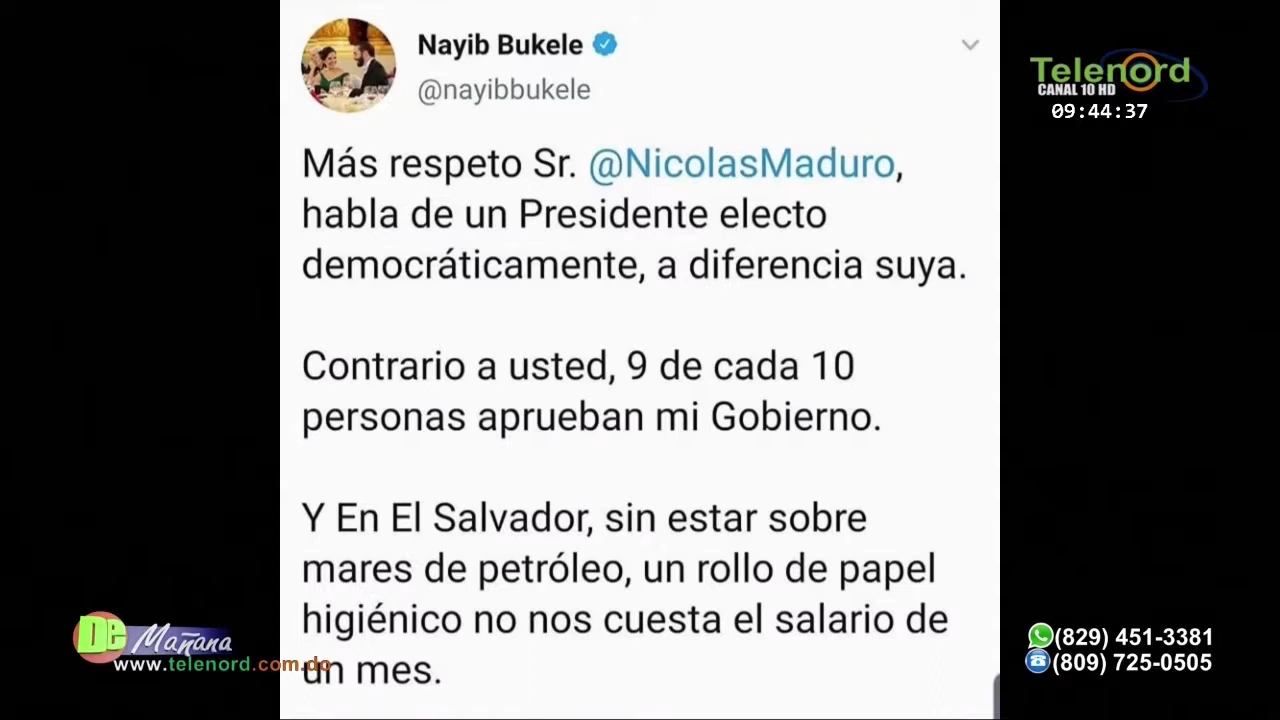 Nayib Bukele
@nayibbukele
Más respeto Sr. @NicolasMaduro,
habla de un Presidente electo
democráticamente, a diferencia suya.
Contrario a usted, 9 de cada 10
personas aprueban mi Gobierno.
Y En El Salvador, sin estar sobre
mares de petróleo, un rollo de papel
higiénico no nos cuesta el salario de
un mes.
Telenord
CANAL 10 HD
09:44:37
De Mañana
www.telenord.com.do
(829) 451-3381
(809) 725-0505